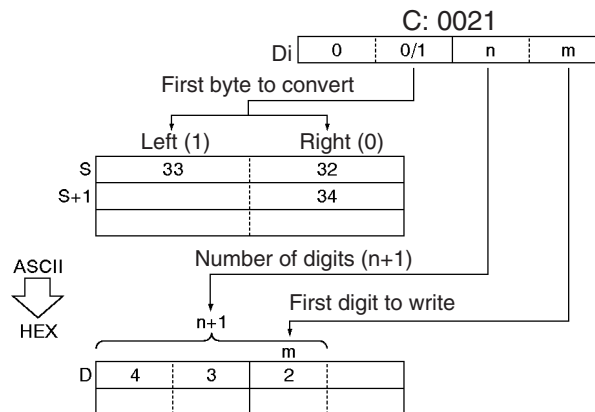 C: 0021
Di 0 0/1 n m
First byte to convert
Left (1) Right (0)
S 33 32
S+1 34
Number of digits (n+1)
ASCII
First digit to write
HEX
n+1
m
D 4 3 2